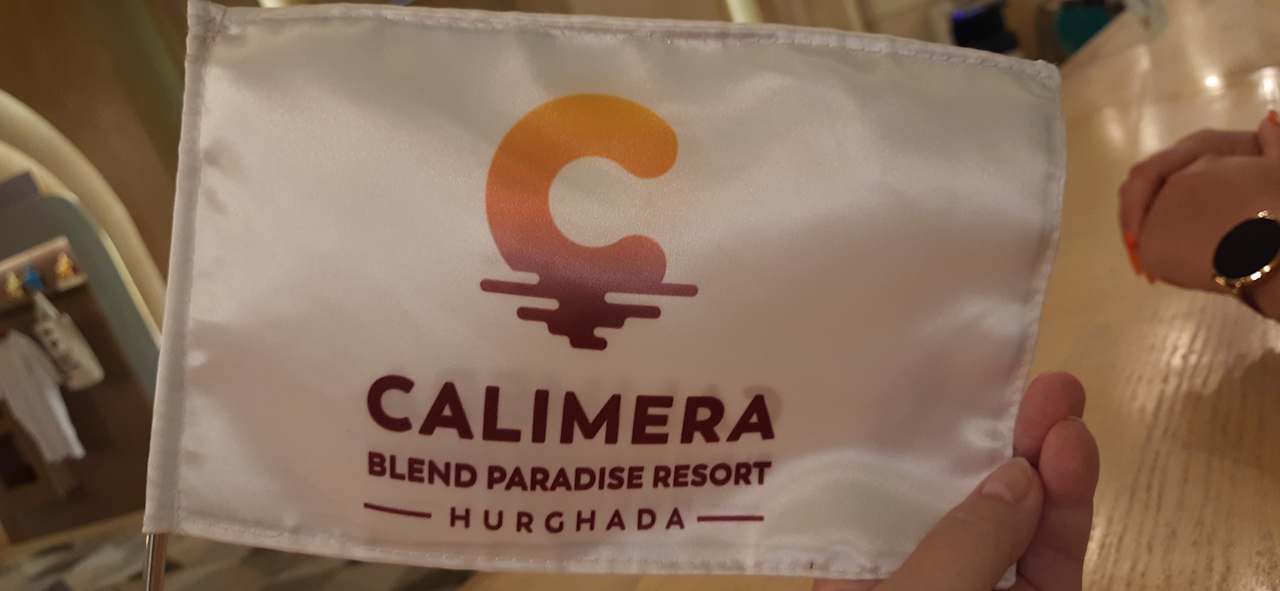 CALIMERA
BLEND PARADISE RESORT
HURGHADA